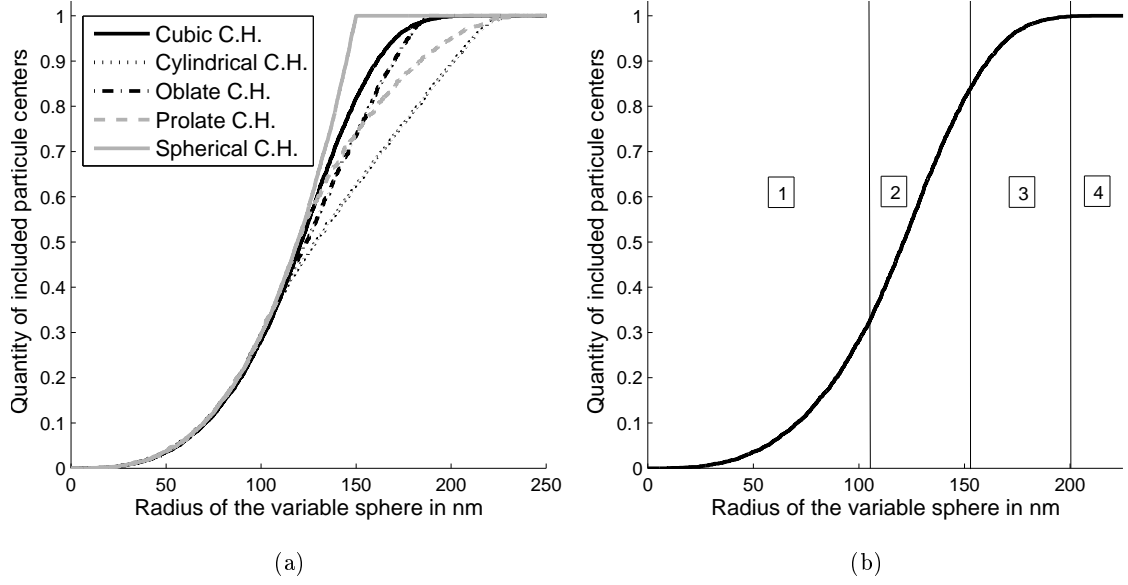 1
0.9
0.8
0.7
0.6
0.5
0.4
0.3
0.2
0.1
0
Quantity of included particule centers
Cubic C.H.
Cylindrical C.H.
Oblate C.H.
Prolate C.H.
Spherical C.H.
0 50 100 150 200 250
Radius of the variable sphere in nm
(a)
1
0.9
0.8
0.7
0.6
0.5
0.4
0.3
0.2
0.1
0
Quantity of included particule centers
1 2 3 4
0 50 100 150 200
Radius of the variable sphere in nm
(b)